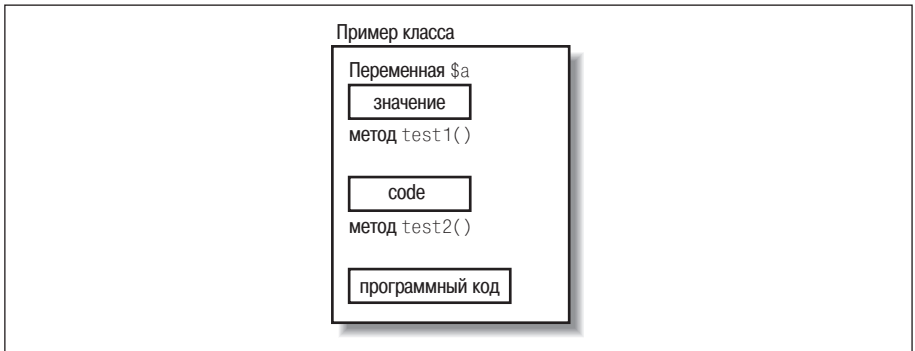 Пример класса
Переменная $a
значение
метод test1()
code
метод test2()
программный код